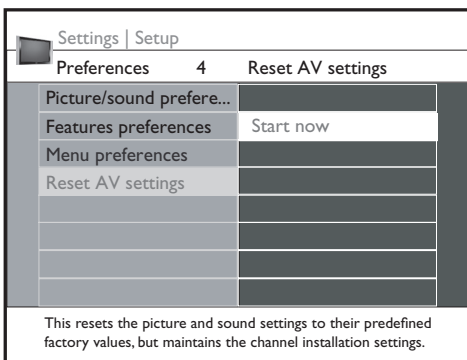 Settings | Setup
Preferences 4 Reset AV settings
Picture/sound prefere...
Features preferences Start now
Menu preferences
Reset AV settings
This resets the picture and sound settings to their predefined
factory values, but maintains the channel installation settings.